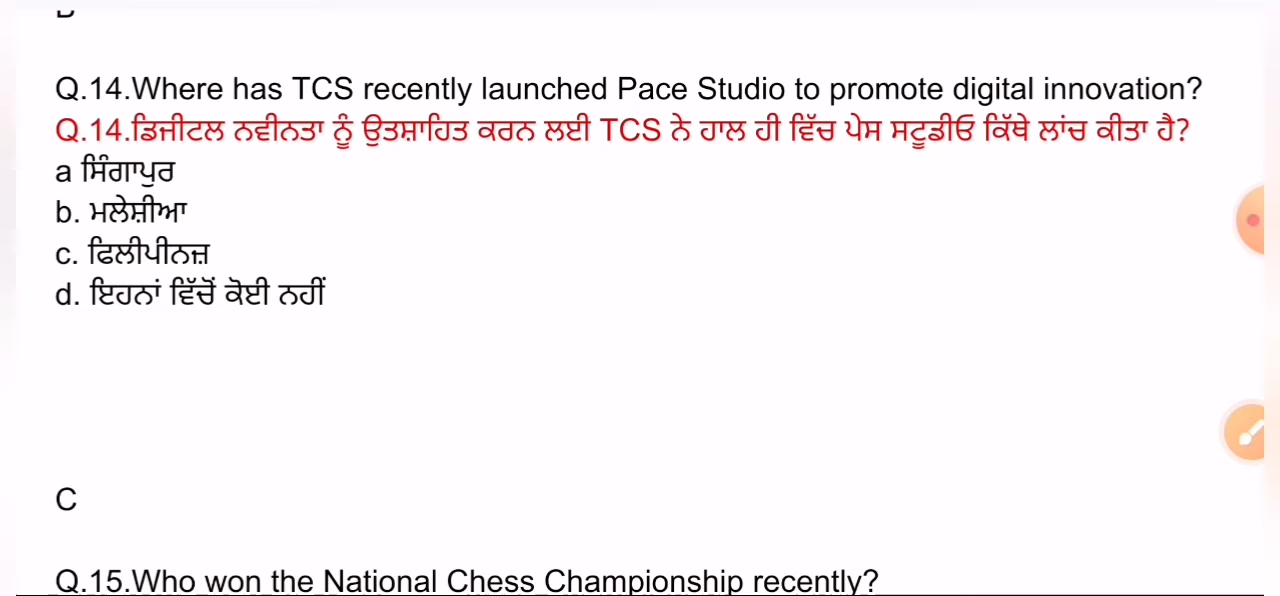 Q.14.Where has TCS recently launched Pace Studio to promote digital innovation?
Q.14.ਡਿਜੀਟਲ ਨਵੀਨਤਾ ਨੂੰ ਉਤਸ਼ਾਹਿਤ ਕਰਨ ਲਈ TCS ਨੇ ਹਾਲ ਹੀ ਵਿੱਚ ਪੇਸ ਸਟੂਡੀਓ ਕਿੱਥੇ ਲਾਂਚ ਕੀਤਾ ਹੈ?
a ਸਿੰਗਾਪੁਰ
b. ਮਲੇਸ਼ੀਆ
c. ਫਿਲੀਪੀਨਜ਼
d. ਇਹਨਾਂ ਵਿੱਚੋਂ ਕੋਈ ਨਹੀਂ
C
Q.15.Who won the National Chess Championship recently?